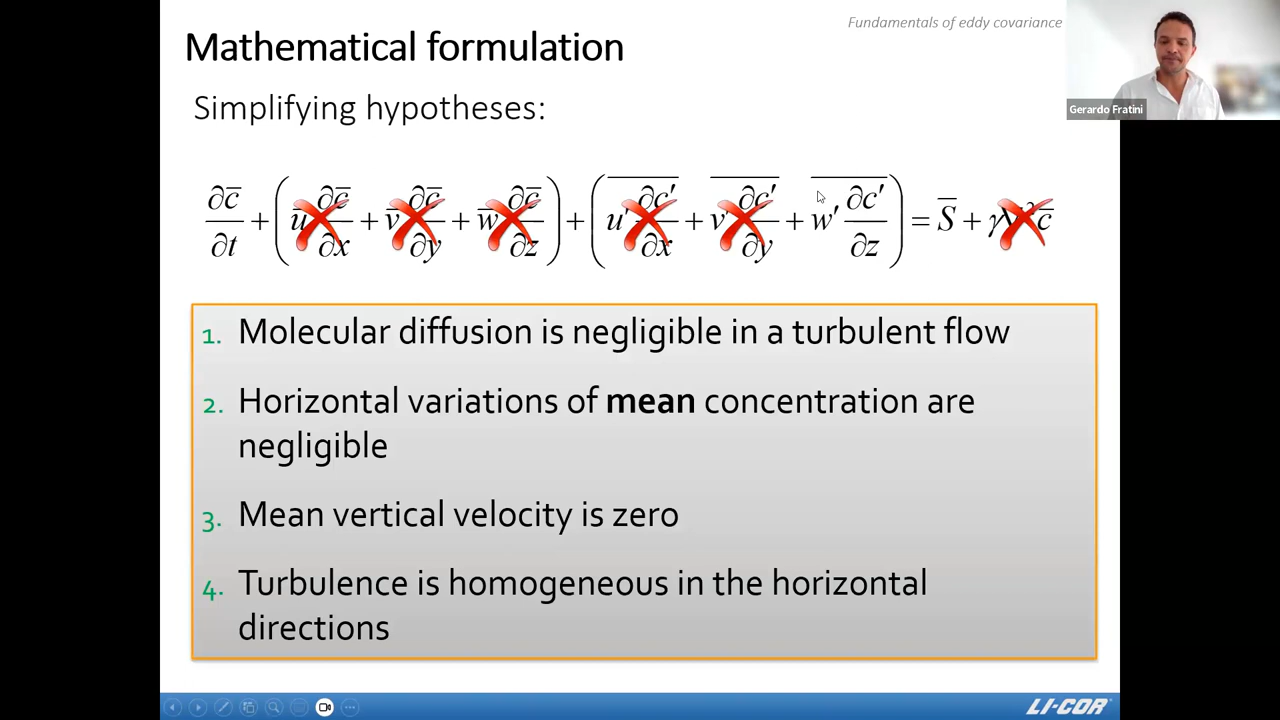 Fundamentals of eddy covariance
Mathematical formulation
Gerardo Fratini
Simplifying hypotheses:
∂c̅/∂t + (u̅ ∂c̅/∂x + v̅ ∂c̅/∂y + w̅ ∂c̅/∂z) + (u' ∂c'/∂x + v' ∂c'/∂y + w' ∂c'/∂z) = S̅ + γ∇²c̅
1. Molecular diffusion is negligible in a turbulent flow
2. Horizontal variations of mean concentration are
negligible
3. Mean vertical velocity is zero
4. Turbulence is homogeneous in the horizontal
directions
LI-COR